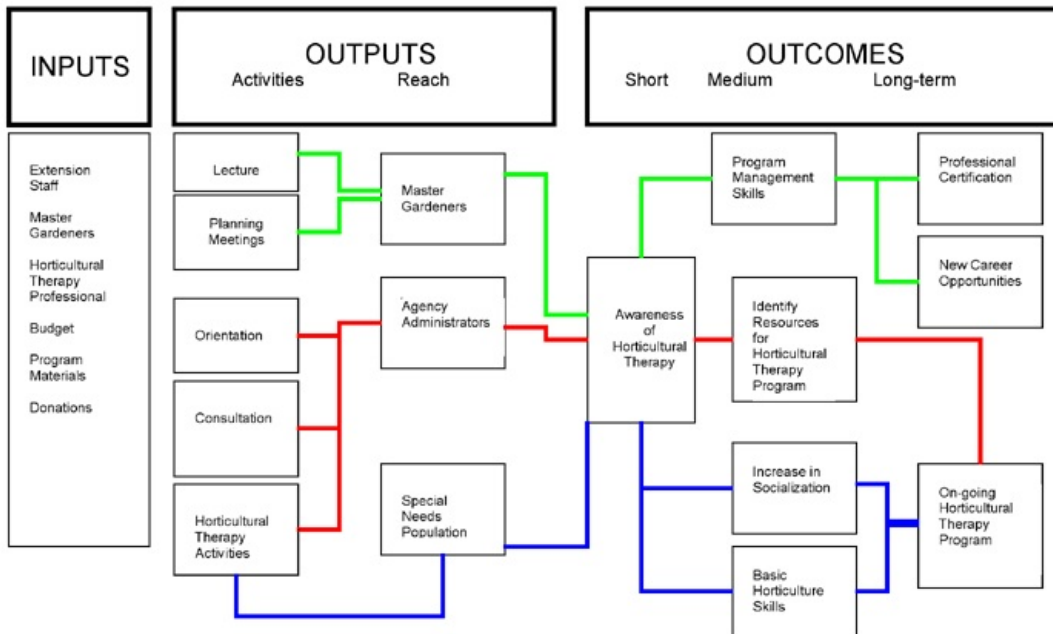 INPUTS
OUTPUTS
Activities
Reach
OUTCOMES
Short
Medium
Long-term
Extension
Staff
Master
Gardeners
Horticultural
Therapy
Professional
Budget
Program
Materials
Donations
Lecture
Planning
Meetings
Orientation
Consultation
Horticultural
Therapy
Activities
Master
Gardeners
Agency
Administrators
Special
Needs
Population
Awareness
of
Horticultural
Therapy
Program
Management
Skills
Identify
Resources
for
Horticultural
Therapy
Program
Increase in
Socialization
Basic
Horticulture
Skills
Professional
Certification
New Career
Opportunities
On-going
Horticultural
Therapy
Program